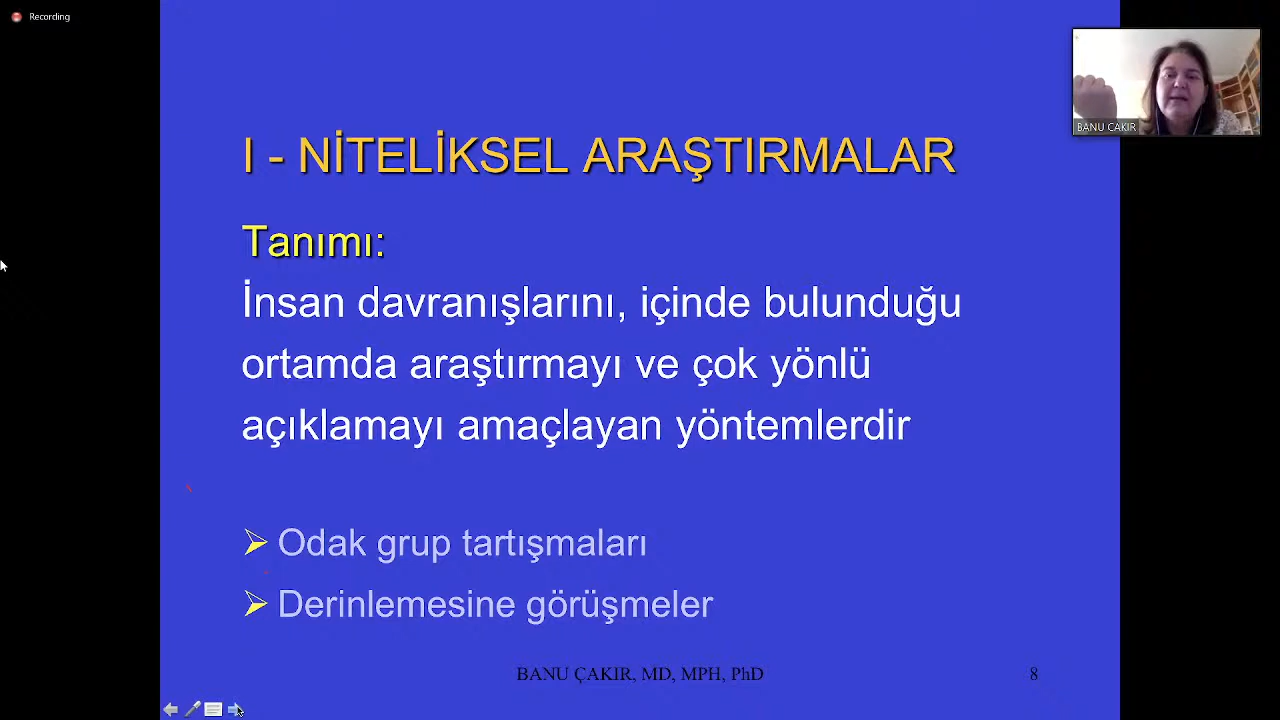 Recording
BANU CAKIR
I - NİTELİKSEL ARAŞTIRMALAR
Tanımı:
İnsan davranışlarını, içinde bulunduğu
ortamda araştırmayı ve çok yönlü
açıklamayı amaçlayan yöntemlerdir
Odak grup tartışmaları
Derinlemesine görüşmeler
BANU ÇAKIR, MD, MPH, PhD
8